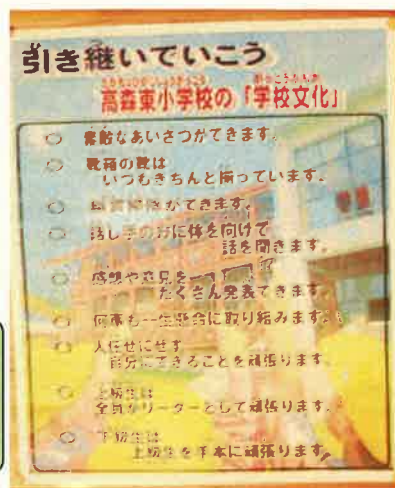 引き継いでいこう
高森東小学校の「学校文化」
○ 素敵なあいさつができます。
○ 靴箱の靴は
いつもきちんと揃っています。
○ ができます。
○ 話し手の方に体を向けて
話を聞きます。
○ 感想や意見を
たくさん発表できます。
○ 何事も一生懸命に取り組みます。
○ 人任せにせず
自分にできることを頑張ります。
○ 上級生は
全員がリーダーとして頑張ります。
○ 下級生は
上級生を手本に頑張ります。